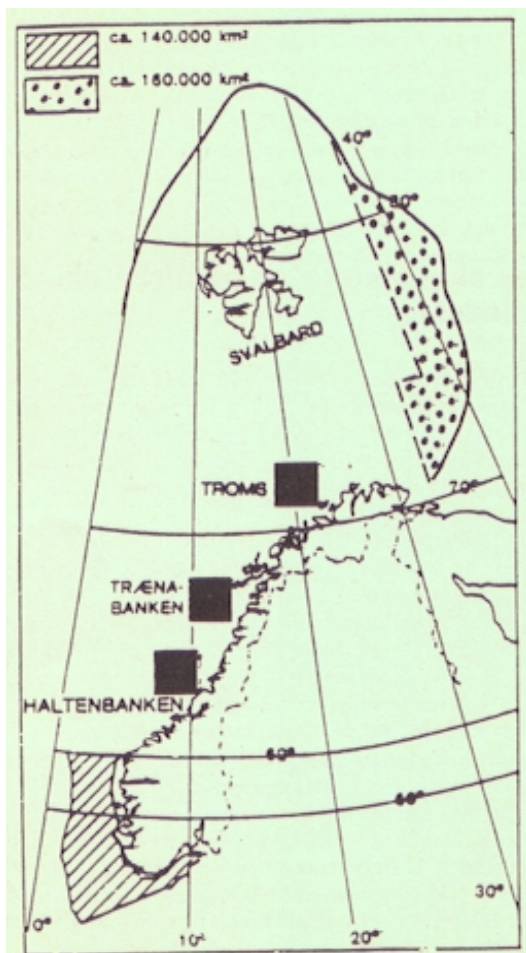 ca. 140.000 km²
ca. 160.000 km²
40°
80°
SVALBARD
TROMS
70°
TRÆNA-
BANKEN
HALTENBANKEN
60°
0°
10°
20°
30°